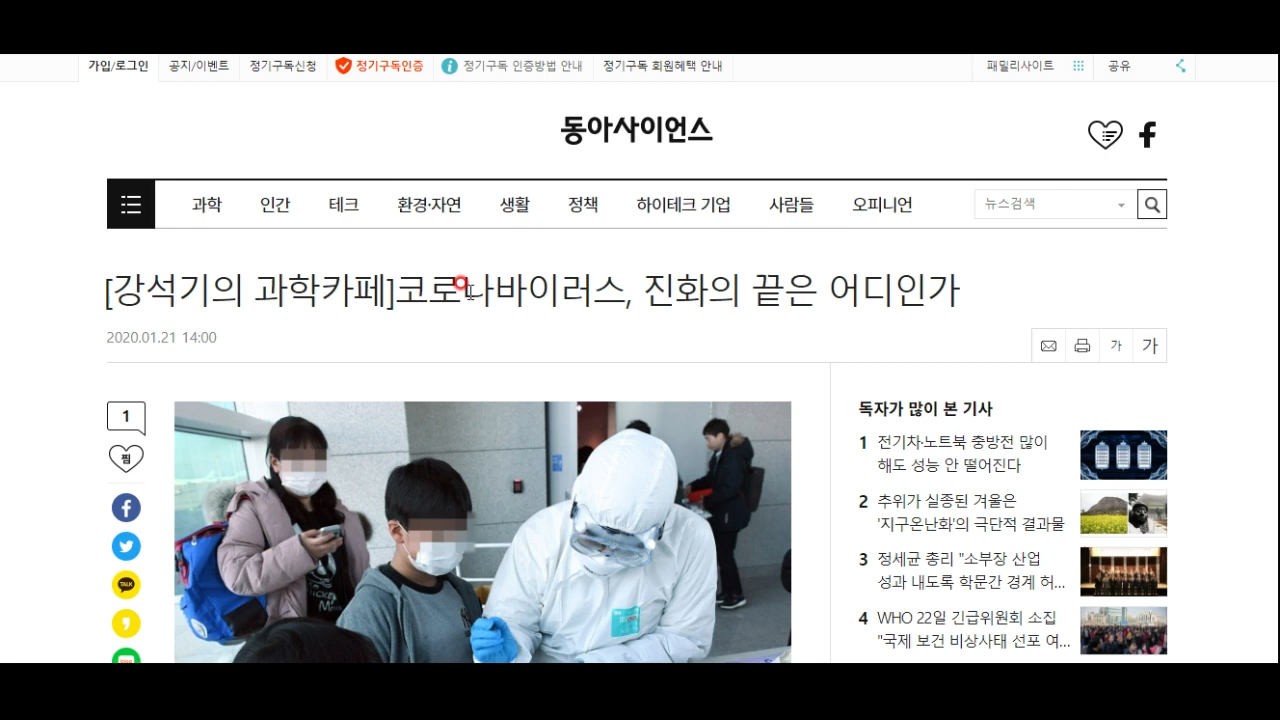 가입/로그인 공지/이벤트 정기구독신청 정기구독인증 정기구독 인증방법 안내 정기구독 회원혜택 안내 패밀리사이트 공유
동아사이언스
과학 인간 테크 환경·자연 생활 정책 하이테크 기업 사람들 오피니언 뉴스검색
[강석기의 과학카페]코로나바이러스, 진화의 끝은 어디인가
2020.01.21 14:00
가 가
1
찜
TALK
독자가 많이 본 기사
1 전기차·노트북 충방전 많이
해도 성능 안 떨어진다
2 추위가 실종된 겨울은
'지구온난화'의 극단적 결과물
3 정세균 총리 "소부장 산업
성과 내도록 학문간 경계 허...
4 WHO 22일 긴급위원회 소집
"국제 보건 비상사태 선포 여...